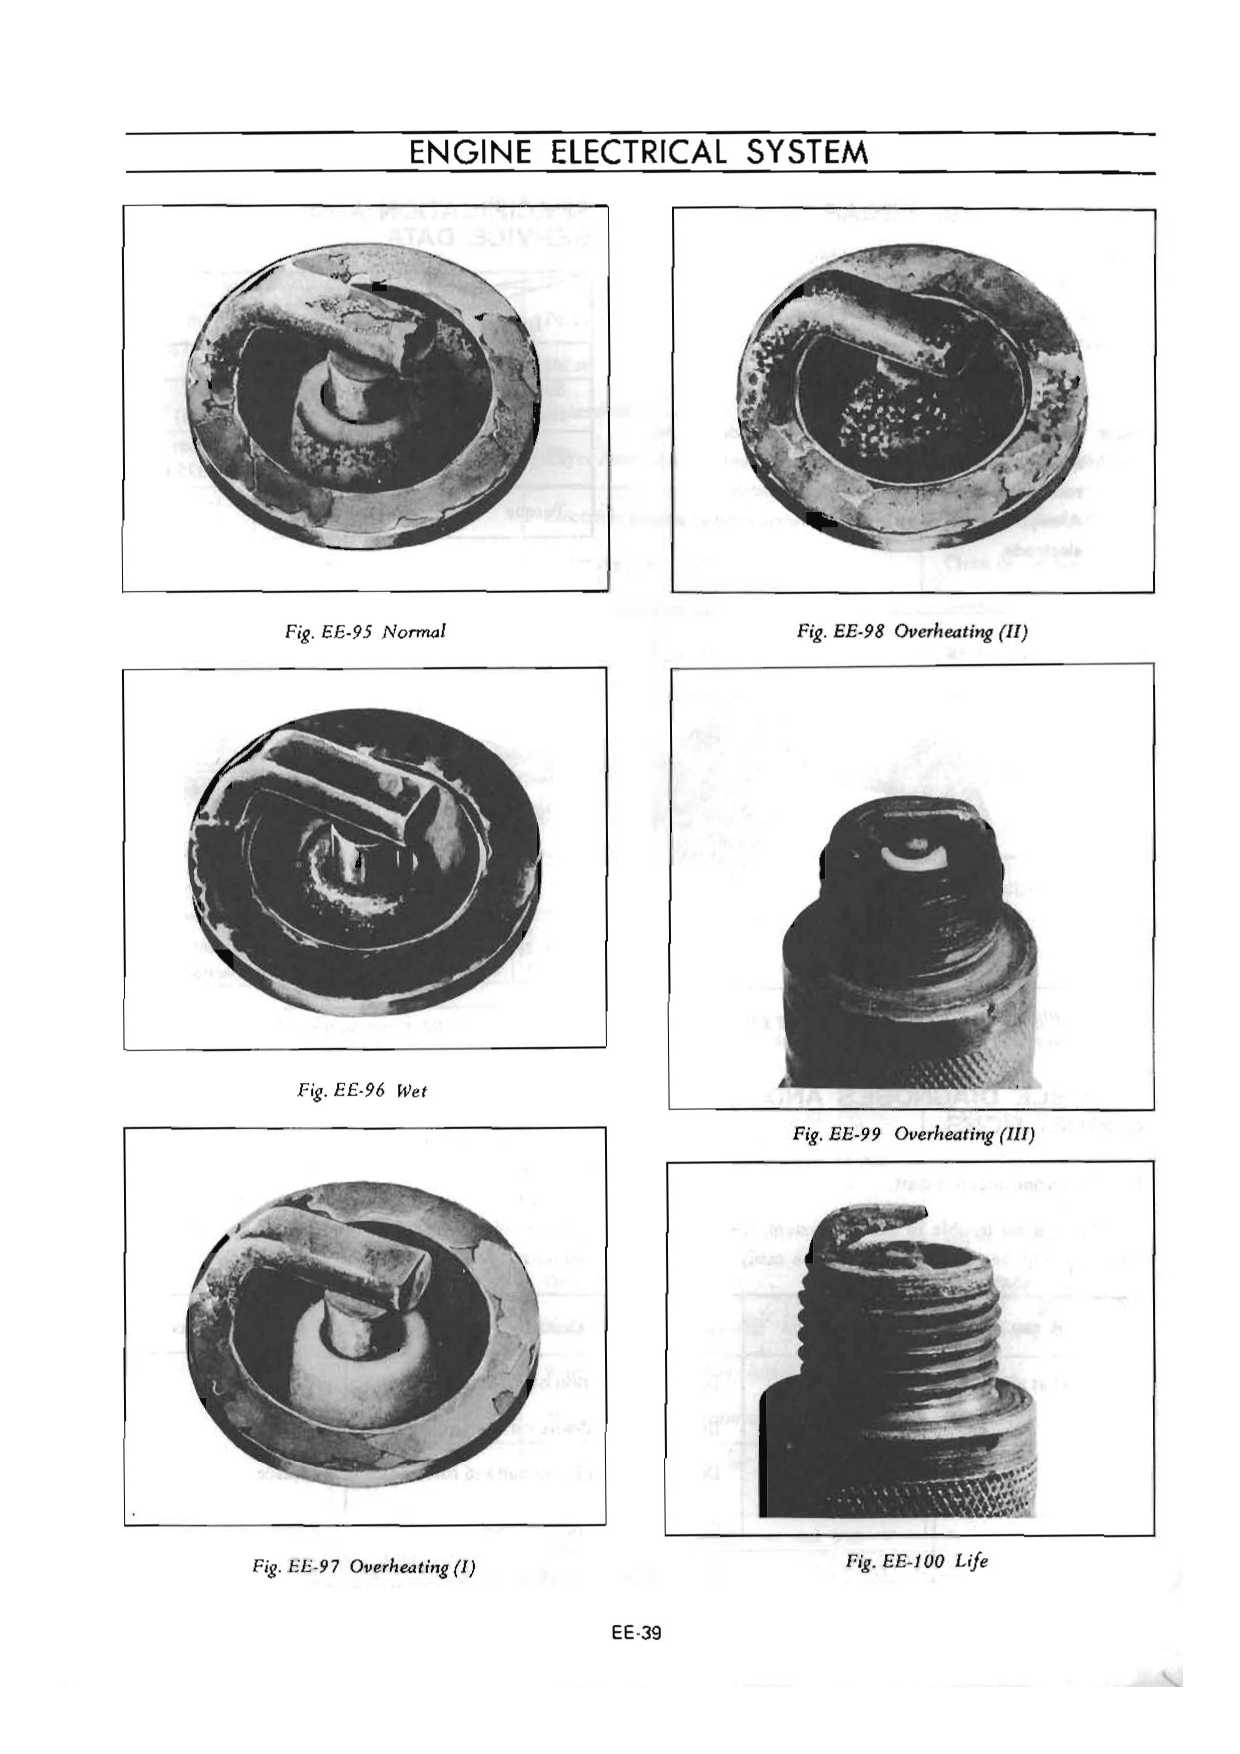 ENGINE ELECTRICAL SYSTEM
Fig. EE-95 Normal
Fig. EE-96 Wet
Fig. EE-97 Overheating (I)
Fig. EE-98 Overheating (II)
Fig. EE-99 Overheating (III)
Fig. EE-100 Life
EE-39